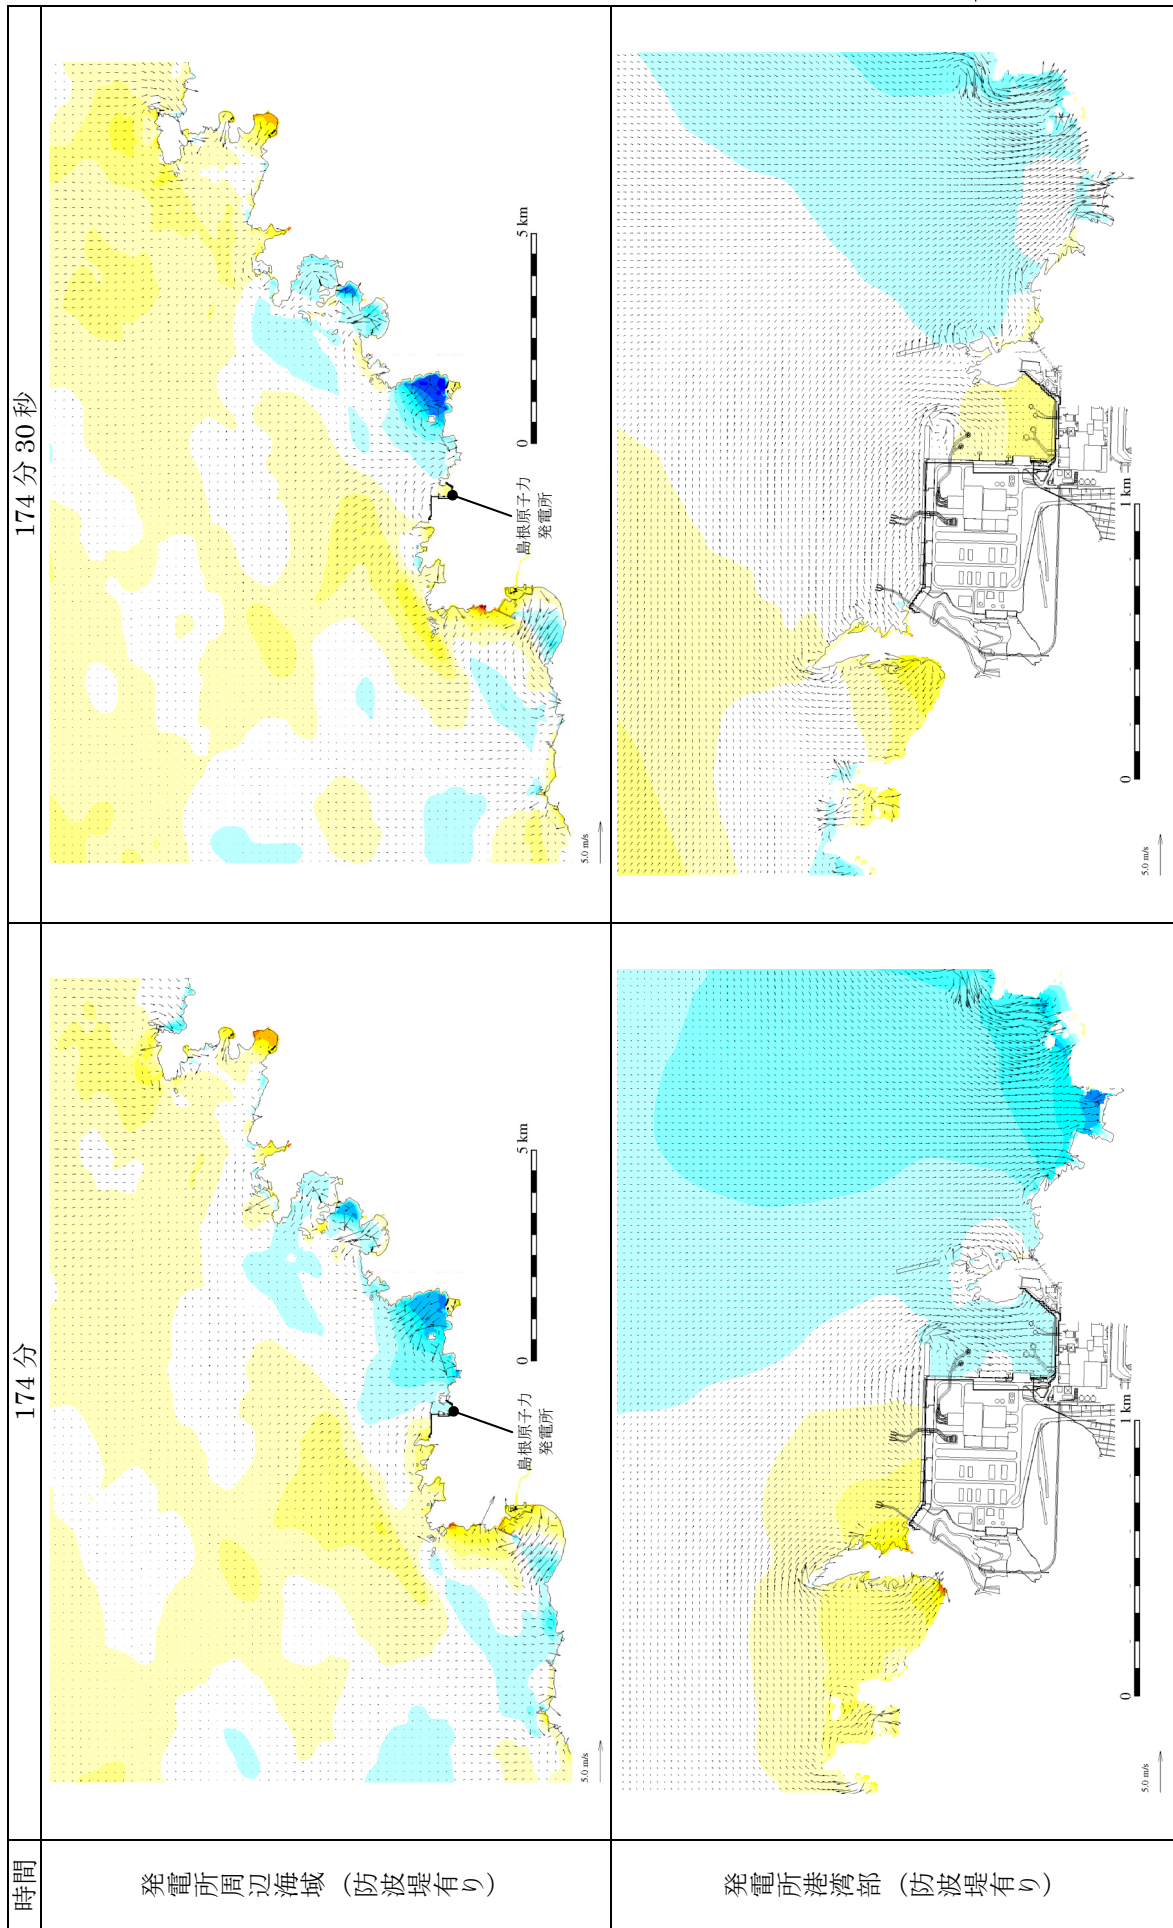 時間
174分
174分30秒
発電所周辺海域（防波堤有り）
島根原子力
発電所
0
5 km
5.0 m/s
島根原子力
発電所
0
5 km
5.0 m/s
発電所港湾部（防波堤有り）
0
1 km
5.0 m/s
0
1 km
5.0 m/s